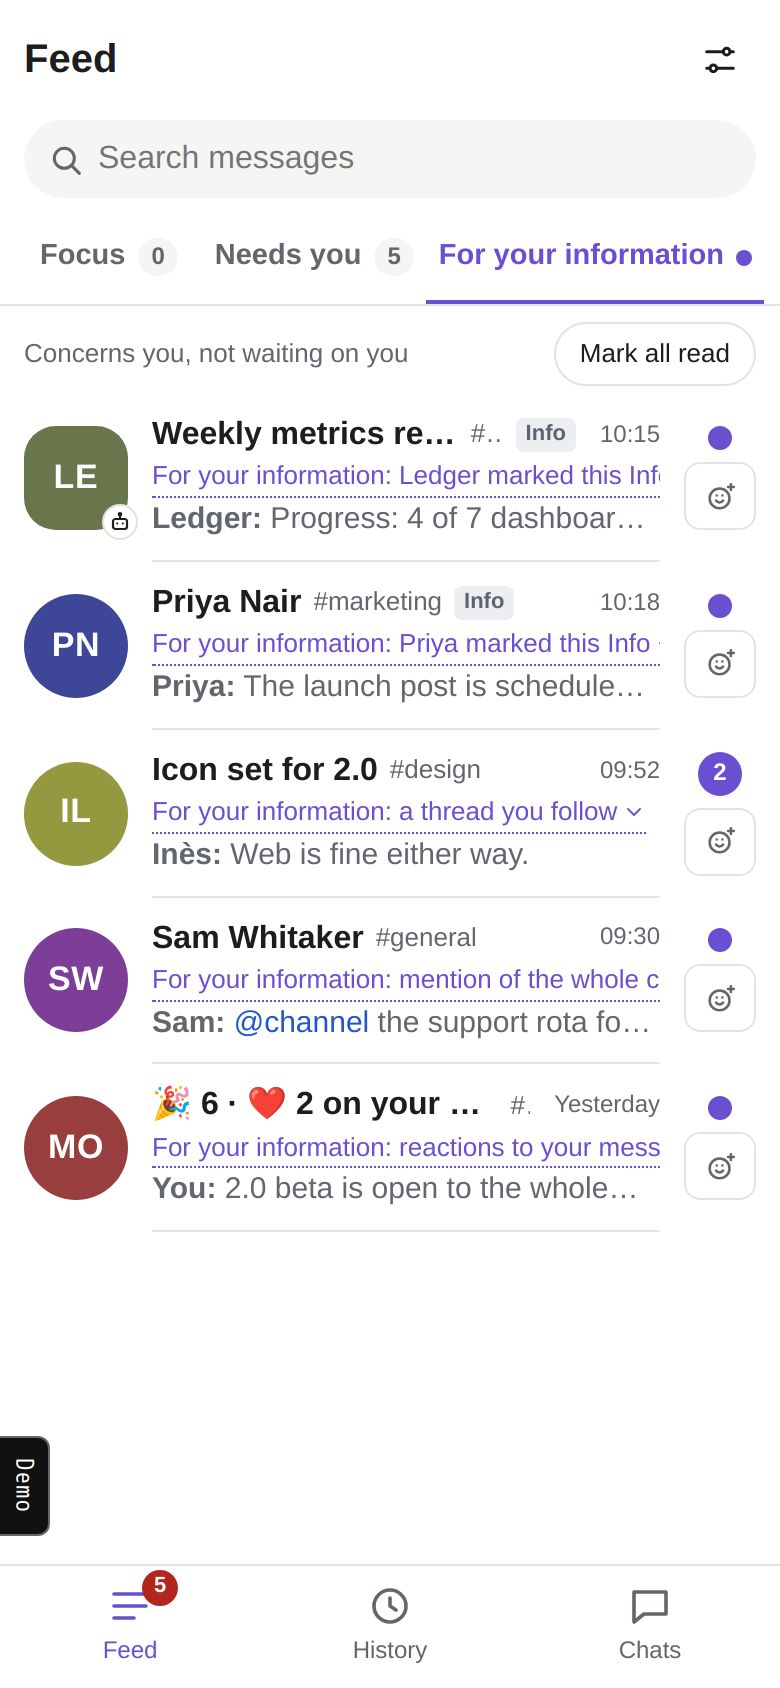 Feed
Search messages
Focus 0 Needs you 5 For your information
Concerns you, not waiting on you Mark all read
LE Weekly metrics re… #… Info 10:15
For your information: Ledger marked this Info
Ledger: Progress: 4 of 7 dashboar…
PN Priya Nair #marketing Info 10:18
For your information: Priya marked this Info
Priya: The launch post is schedule…
IL Icon set for 2.0 #design 09:52 2
For your information: a thread you follow
Inès: Web is fine either way.
SW Sam Whitaker #general 09:30
For your information: mention of the whole c
Sam: @channel the support rota fo…
MO 🎉 6 · ❤️ 2 on your … #. Yesterday
For your information: reactions to your mess
You: 2.0 beta is open to the whole…
Demo
5
Feed History Chats